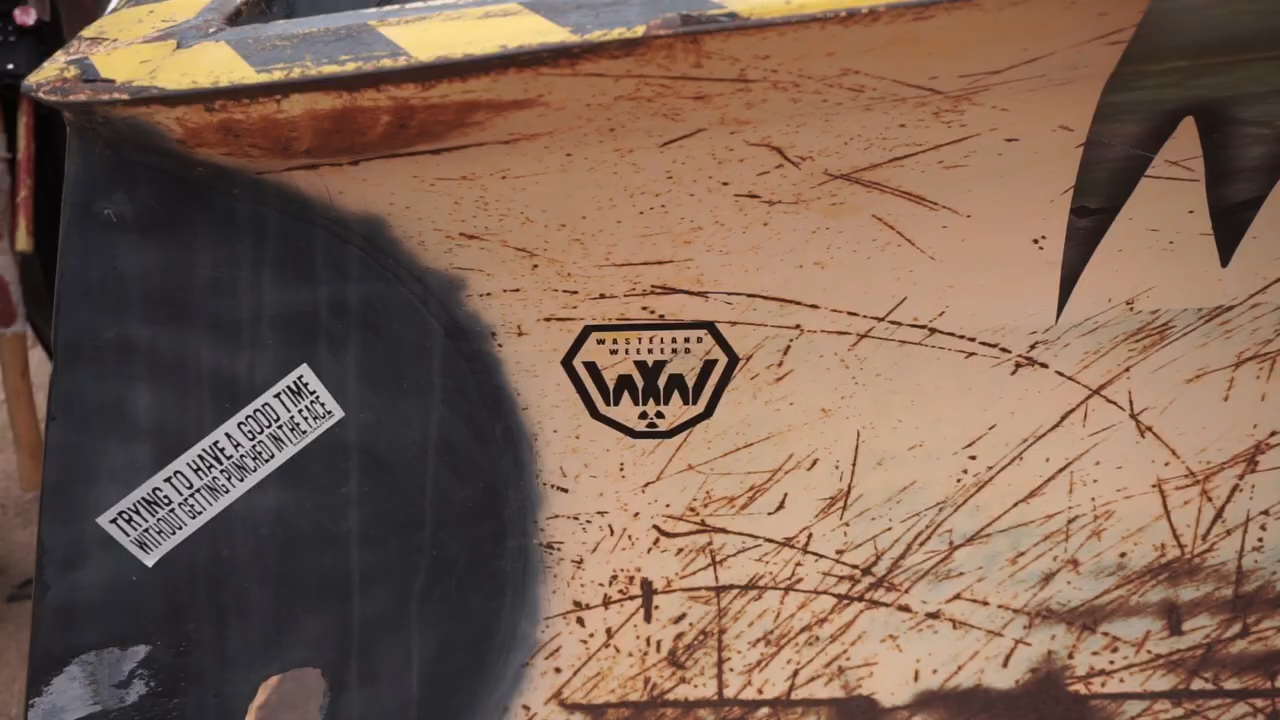 WASTELAND
WEEKEND
WXW
TRYING TO HAVE A GOOD TIME
WITHOUT GETTING PUNCHED IN THE FACE